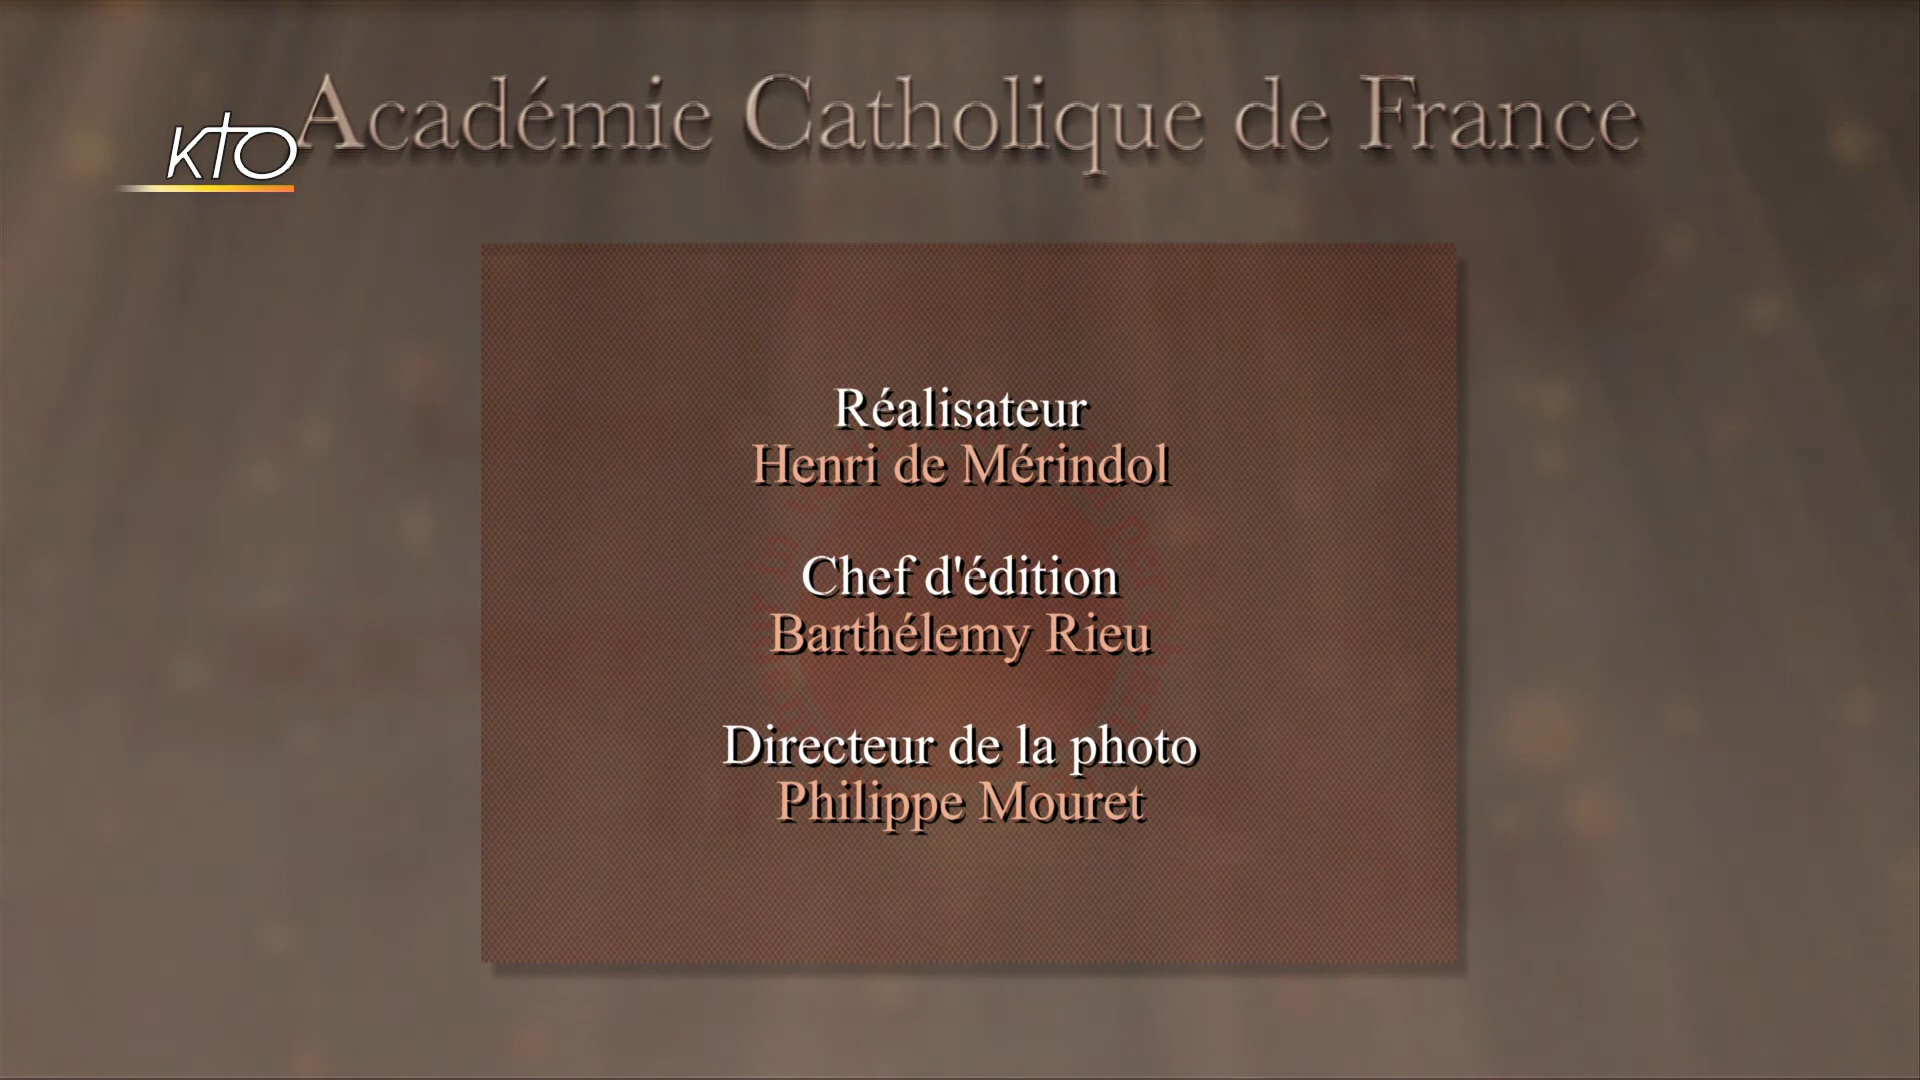 Académie Catholique de France
KTO
Réalisateur
Henri de Mérindol
Chef d'édition
Barthélemy Rieu
Directeur de la photo
Philippe Mouret